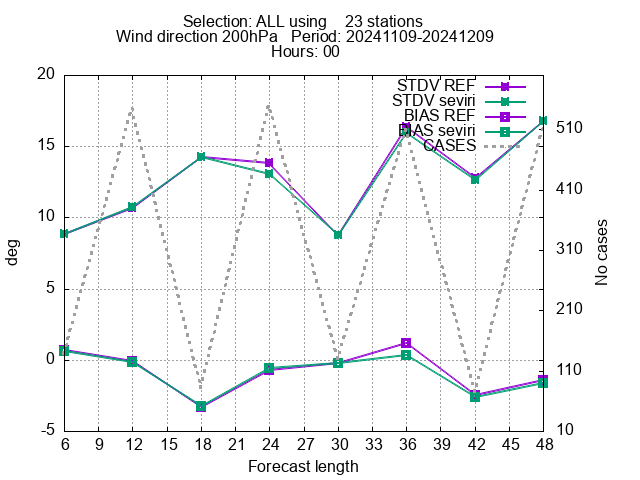 Selection: ALL using 23 stations
Wind direction 200hPa Period: 20241109-20241209
Hours: 00
STDV REF
STDV seviri
BIAS REF
BIAS seviri
CASES
20
15
10
5
0
-5
deg
510
410
310
210
110
10
No cases
6 9 12 15 18 21 24 27 30 33 36 39 42 45 48
Forecast length